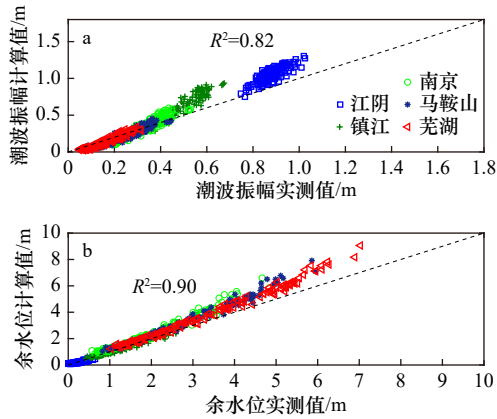 a
R²=0.82
潮波振幅计算值/m
1.5
1.0
0.5
0
0 0.2 0.4 0.6 0.8 1.0 1.2 1.4 1.6 1.8
潮波振幅实测值/m
南京
江阴 马鞍山
镇江 芜湖
b
R²=0.90
余水位计算值/m
10
8
6
4
2
0
0 1 2 3 4 5 6 7 8 9 10
余水位实测值/m